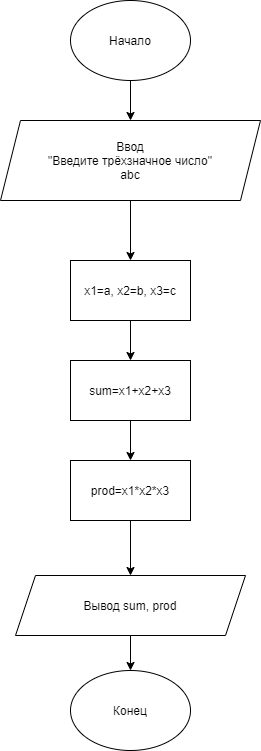 Начало
Ввод
"Введите трёхзначное число"
abc
x1=a, x2=b, x3=c
sum=x1+x2+x3
prod=x1*x2*x3
Вывод sum, prod
Конец